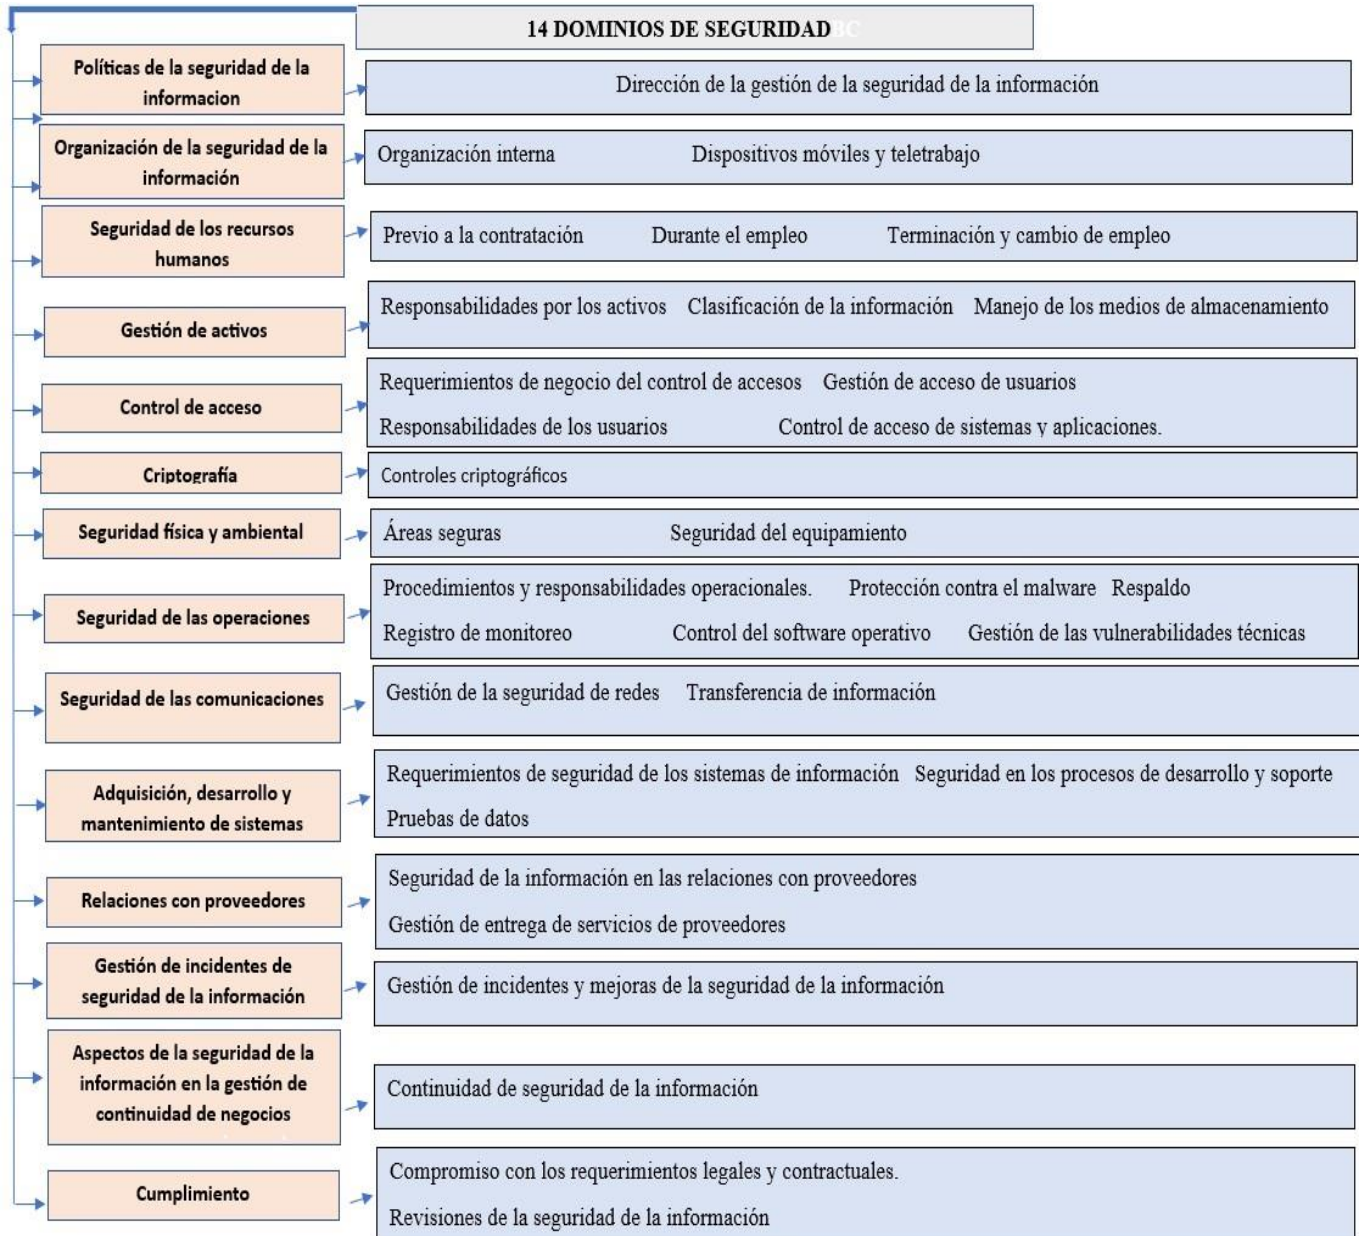 14 DOMINIOS DE SEGURIDADBC
Políticas de la seguridad de la
informacion
Dirección de la gestión de la seguridad de la información
Organización de la seguridad de la
información
Organización interna Dispositivos móviles y teletrabajo
Seguridad de los recursos
humanos
Previo a la contratación Durante el empleo Terminación y cambio de empleo
Gestión de activos
Responsabilidades por los activos Clasificación de la información Manejo de los medios de almacenamiento
Control de acceso
Requerimientos de negocio del control de accesos Gestión de acceso de usuarios
Responsabilidades de los usuarios Control de acceso de sistemas y aplicaciones.
Criptografía
Controles criptográficos
Seguridad física y ambiental
Áreas seguras Seguridad del equipamiento
Seguridad de las operaciones
Procedimientos y responsabilidades operacionales. Protección contra el malware Respaldo
Registro de monitoreo Control del software operativo Gestión de las vulnerabilidades técnicas
Seguridad de las comunicaciones
Gestión de la seguridad de redes Transferencia de información
Adquisición, desarrollo y
mantenimiento de sistemas
Requerimientos de seguridad de los sistemas de información Seguridad en los procesos de desarrollo y soporte
Pruebas de datos
Relaciones con proveedores
Seguridad de la información en las relaciones con proveedores
Gestión de entrega de servicios de proveedores
Gestión de incidentes de
seguridad de la información
Gestión de incidentes y mejoras de la seguridad de la información
Aspectos de la seguridad de la
información en la gestión de
continuidad de negocios
Continuidad de seguridad de la información
Cumplimiento
Compromiso con los requerimientos legales y contractuales.
Revisiones de la seguridad de la información